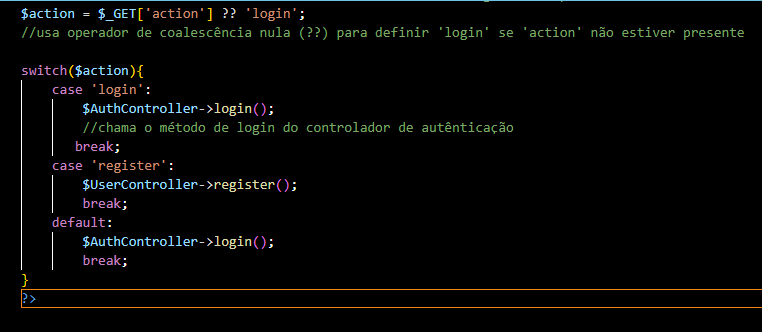 $action = $_GET['action'] ?? 'login';
//usa operador de coalescência nula (??) para definir 'login' se 'action' não estiver presente
switch($action){
case 'login':
$AuthController->login();
//chama o método de login do controlador de autênticação
break;
case 'register':
$UserController->register();
break;
default:
$AuthController->login();
break;
}
?>